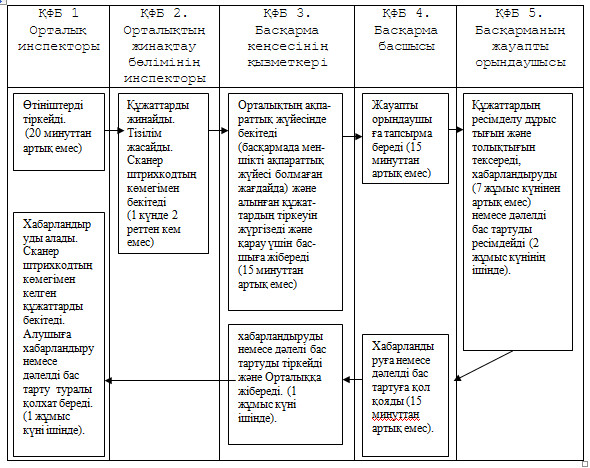 ҚФБ 1
Орталық
инспекторы
ҚФБ 2.
Орталықтың
жинақтау
бөлімінің
инспекторы
ҚФБ 3.
Басқарма
кеңсесінің
қызметкері
ҚФБ 4.
Басқарма
басшысы
ҚФБ 5.
Басқарманың
жауапты
орындаушысы
Өтініштерді
тіркейді.
(20 минуттан
артық емес)
Құжаттарды
жинайды.
Тізілім
жасайды.
Сканер
штрихкодтың
көмегімен
бекітеді
(1 күнде 2
реттен кем
емес)
Орталықтың ақпа-
раттық жүйесінде
бекітеді
(басқармада мен-
шікті ақпараттық
жүйесі болмаған
жағдайда) және
алынған құжат-
тардың тіркеуін
жүргізеді және
қарау үшін бас-
шыға жібереді
(15 минуттан
артық емес)
Жауапты
орындаушы
ға тапсырма
береді (15
минуттан
артық емес)
Құжаттардың
ресімделу дұрыс
тығын және
толықтығын
тексереді,
хабарландыруды
(7 жұмыс күнінен
артық емес)
немесе дәлелді
бас тартуды
ресімдейді (2
жұмыс күнінің
ішінде).
Хабарландыр
уды алады.
Сканер
штрихкодтың
көмегімен
келген
құжаттарды
бекітеді.
Алушыға
хабарландыру
немесе
дәлелді бас
тарту туралы
қолхат береді.
(1 жұмыс
күні ішінде).
хабарландыруды
немесе дәлелі бас
тартуды тіркейді
және Орталыққа
жібереді. (1
жұмыс күні
ішінде).
Хабарланды
руға немесе
дәлелді бас
тартуға қол
қояды (15
минуттан
артық емес).